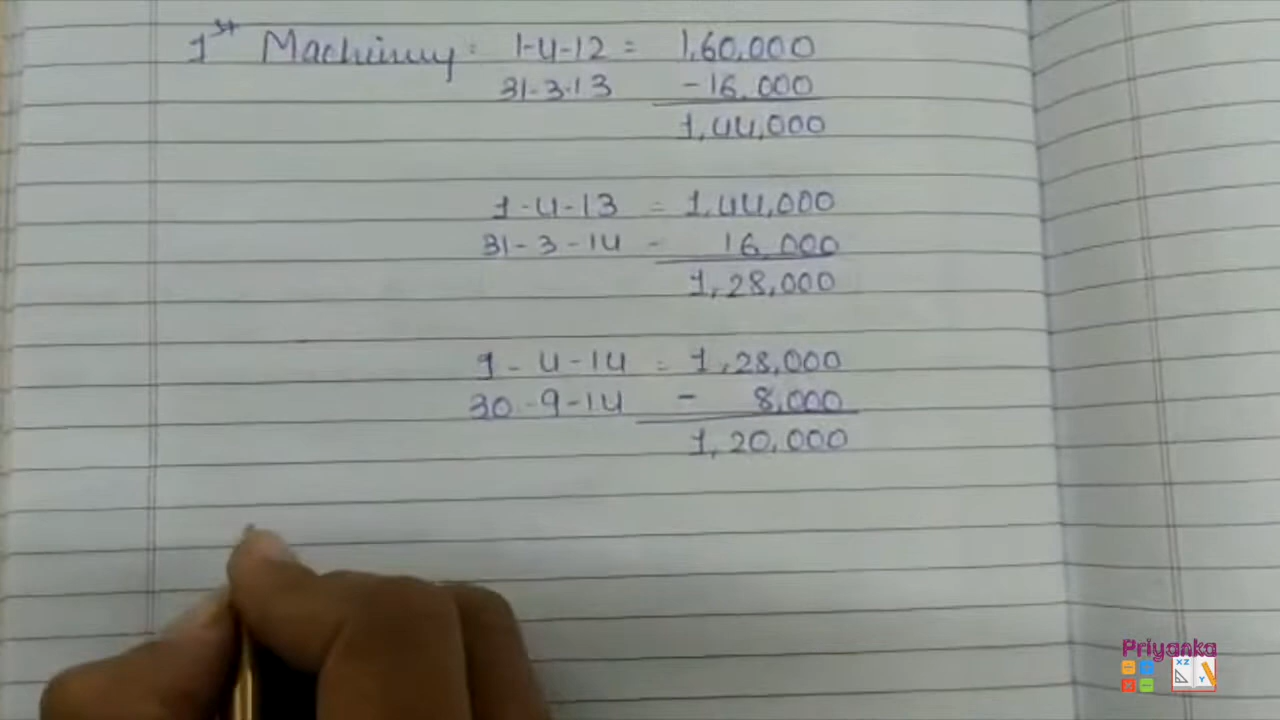 1st Machinery: 1-4-12 = 1,60,000
31-3-13 -16,000
1,44,000
1-4-13 = 1,44,000
31-3-14 - 16,000
1,28,000
1-4-14 = 1,28,000
30-9-14 - 8,000
1,20,000
Priyanka
XZ
Y